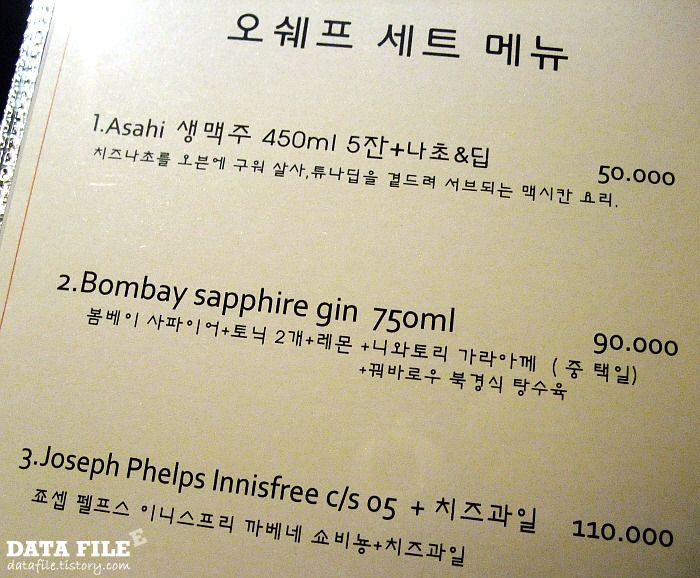 오쉐프 세트 메뉴
1.Asahi 생맥주 450ml 5잔+나초&딥 50.000
치즈나초를 오븐에 구워 살사,튜나딥을 곁드려 서브되는 맥시칸 요리.
2.Bombay sapphire gin 750ml 90.000
봄베이 사파이어+토닉 2개+레몬 +니와토리 가라아께 ( 중 택일)
+꿔바로우 북경식 탕수육
3.Joseph Phelps Innisfree c/s 05 + 치즈과일 110.000
죠셉 펠프스 이니스프리 까베네 쇼비뇽+치즈과일
DATA FILE E
datafile.tistory.com